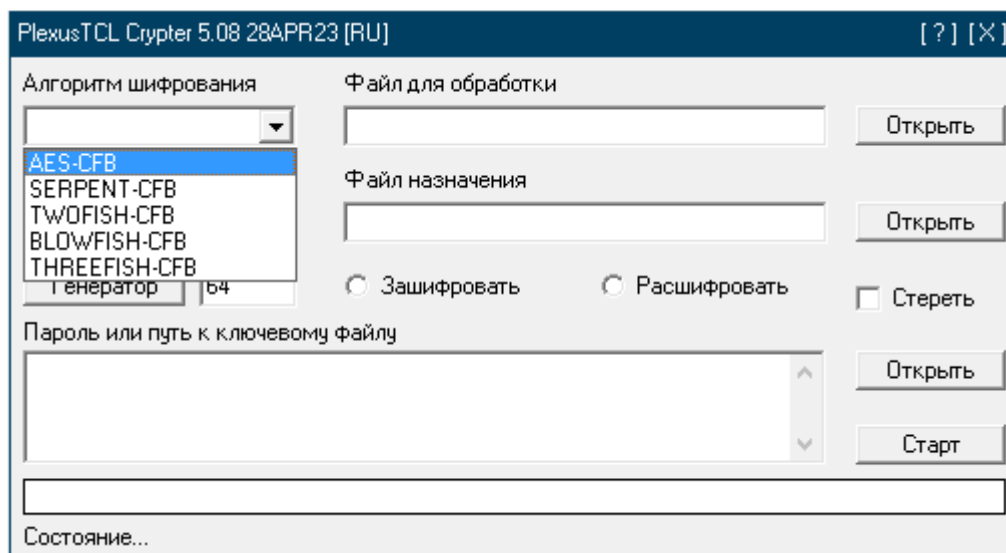 PlexusTCL Crypter 5.08 28APR23 [RU] [ ? ] [X]
Алгоритм шифрования
Файл для обработки
Открыть
AES-CFB
SERPENT-CFB
TWOFISH-CFB
BLOWFISH-CFB
THREEFISH-CFB
Файл назначения
Открыть
Генератор 64
Зашифровать
Расшифровать
Стереть
Пароль или путь к ключевому файлу
Открыть
Старт
Состояние...